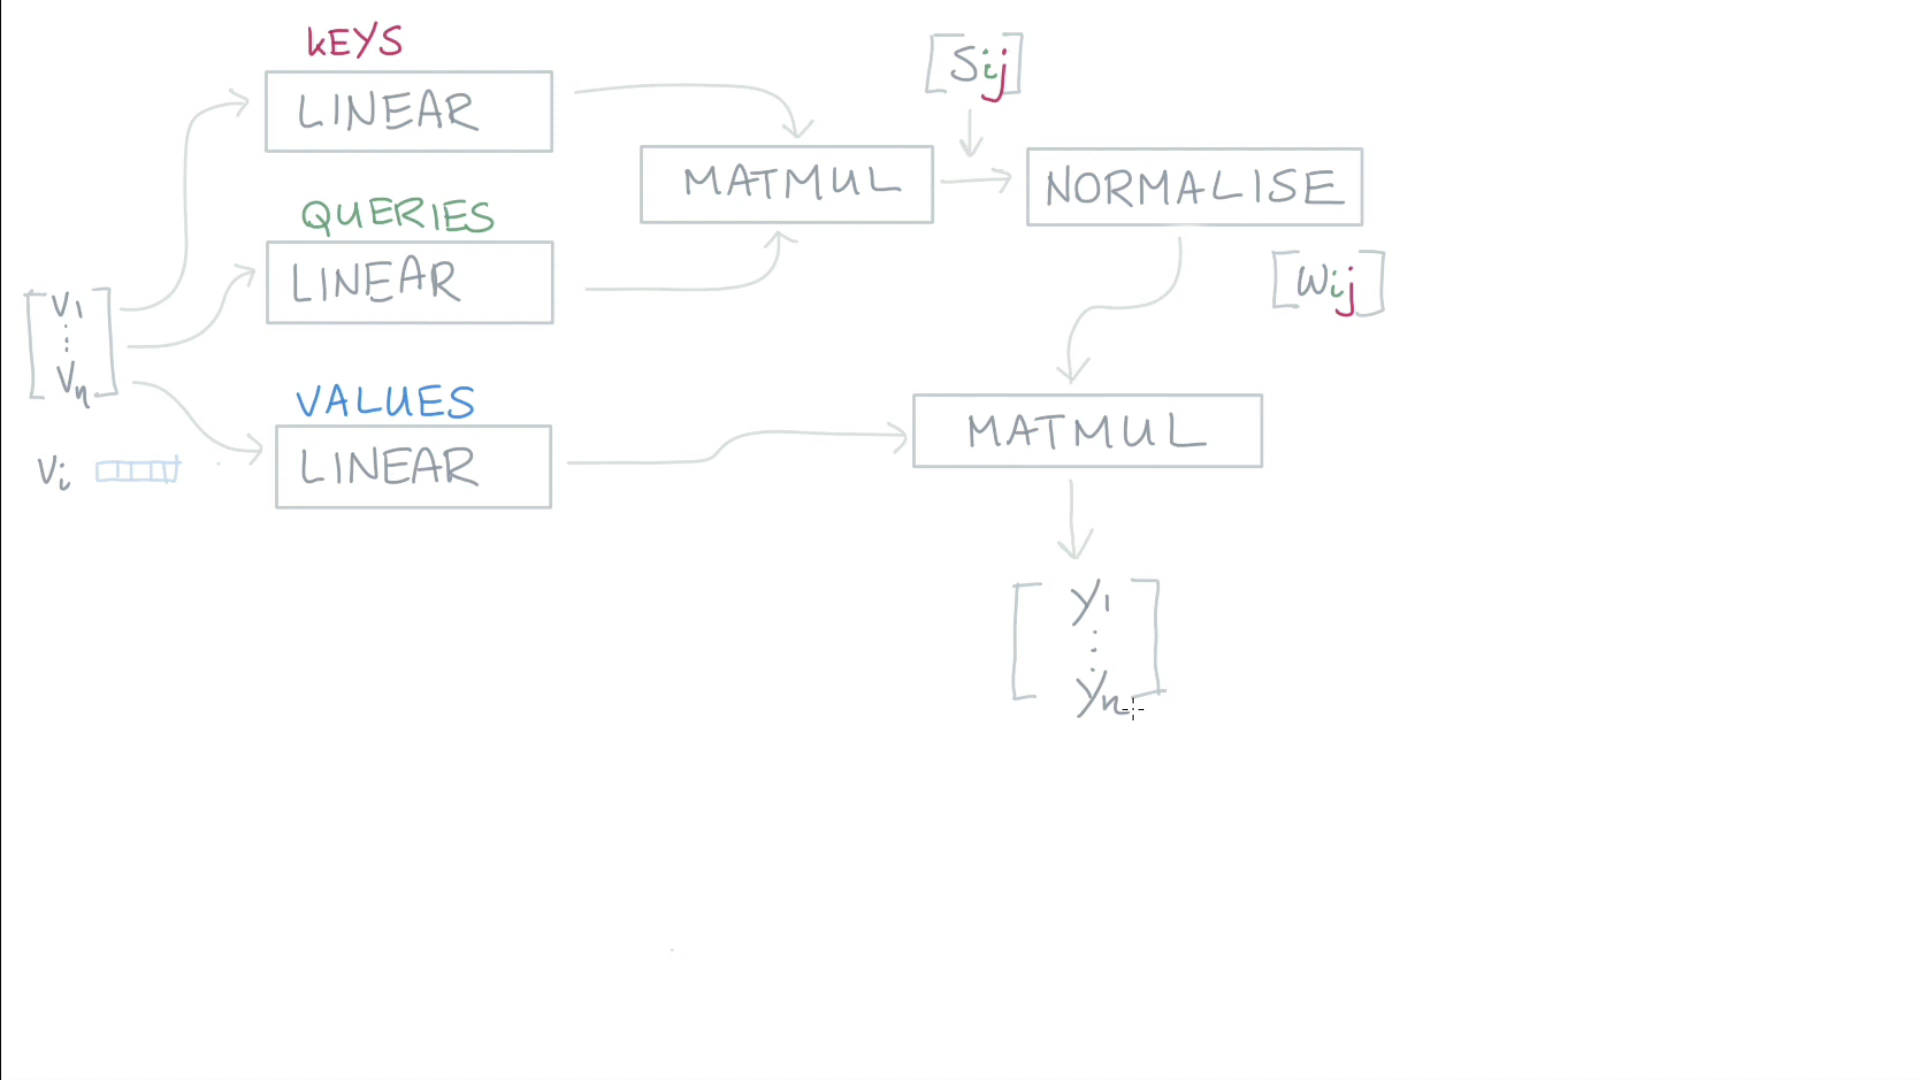 KEYS
LINEAR
[Sij]
MATMUL
NORMALISE
QUERIES
LINEAR
[Wij]
V1
⋮
Vn
VALUES
LINEAR
MATMUL
Vi
y1
⋮
yn